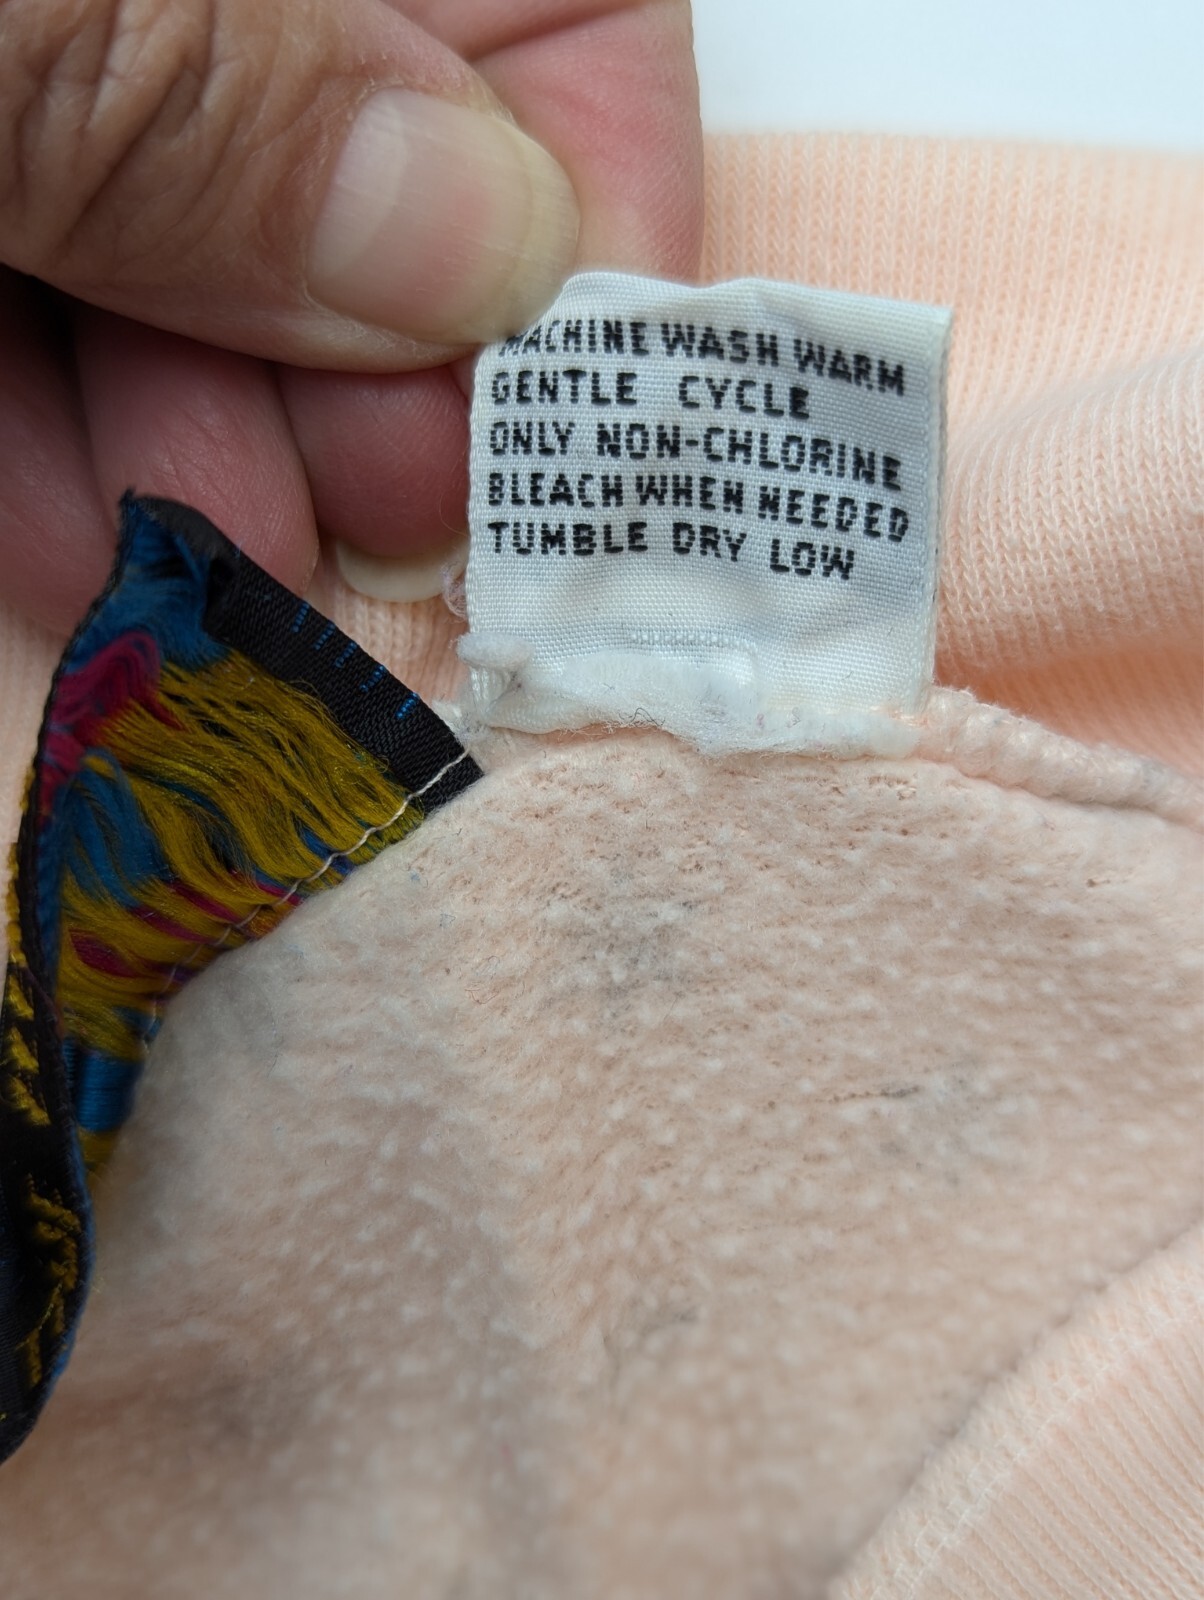 MACHINE WASH WARM
GENTLE CYCLE
ONLY NON-CHLORINE
BLEACH WHEN NEEDED
TUMBLE DRY LOW